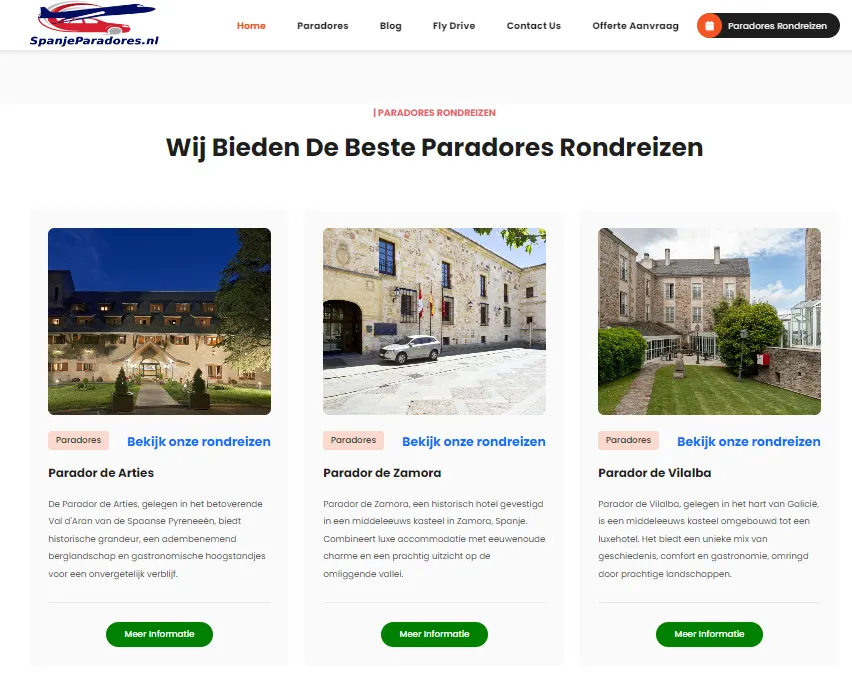 SpanjeParadores.nl
Home Paradores Blog Fly Drive Contact Us Offerte Aanvraag Paradores Rondreizen
| PARADORES RONDREIZEN
Wij Bieden De Beste Paradores Rondreizen
Paradores Bekijk onze rondreizen
Parador de Arties
De Parador de Arties, gelegen in het betoverende
Val d'Aran van de Spaanse Pyreneeën, biedt
historische grandeur, een adembenemend
berglandschap en gastronomische hoogstandjes
voor een onvergetelijk verblijf.
Meer Informatie
Paradores Bekijk onze rondreizen
Parador de Zamora
Parador de Zamora, een historisch hotel gevestigd
in een middeleeuws kasteel in Zamora, Spanje.
Combineert luxe accommodatie met eeuwenoude
charme en een prachtig uitzicht op de
omliggende vallei.
Meer Informatie
Paradores Bekijk onze rondreizen
Parador de Vilalba
Parador de Vilalba, gelegen in het hart van Galicië,
is een middeleeuws kasteel omgebouwd tot een
luxehotel. Het biedt een unieke mix van
geschiedenis, comfort en gastronomie, omringd
door prachtige landschappen.
Meer Informatie